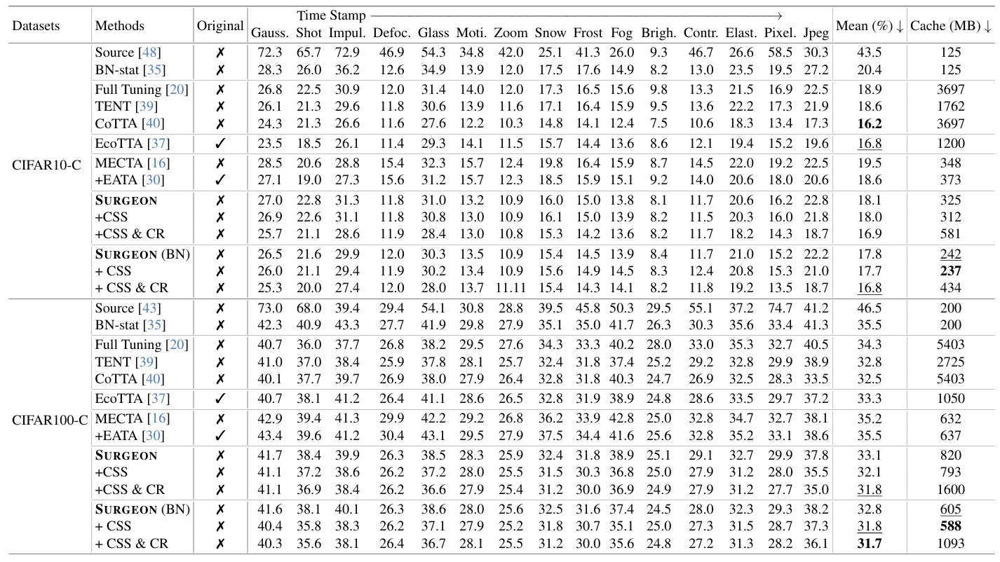 Datasets Methods Original Time Stamp Mean (%) ↓ Cache (MB) ↓
Gauss. Shot Impul. Defoc. Glass Moti. Zoom Snow Frost Fog Brigh. Contr. Elast. Pixel. Jpeg
CIFAR10-C
Source [48] ✗ 72.3 65.7 72.9 46.9 54.3 34.8 42.0 25.1 41.3 26.0 9.3 46.7 26.6 58.5 30.3 43.5 125
BN-stat [35] ✗ 28.3 26.0 36.2 12.6 34.9 13.9 12.0 17.5 17.6 14.9 8.2 13.0 23.5 19.5 27.2 20.4 125
Full Tuning [20] ✗ 26.8 22.5 30.9 12.0 31.4 14.0 12.0 17.3 16.5 15.6 9.8 13.3 21.5 16.9 22.5 18.9 3697
TENT [39] ✗ 26.1 21.3 29.6 11.8 30.6 13.9 11.6 17.1 16.4 15.9 9.5 13.6 22.2 17.3 21.9 18.6 1762
CoTTA [40] ✗ 24.3 21.3 26.6 11.6 27.6 12.2 10.3 14.8 14.1 12.4 7.5 10.6 18.3 13.4 17.3 16.2 3697
EcoTTA [37] ✓ 23.5 18.5 26.1 11.4 29.3 14.1 11.5 15.7 14.4 13.6 8.6 12.1 19.4 15.2 19.6 16.8 1200
MECTA [16] ✗ 28.5 20.6 28.8 15.4 32.3 15.7 12.4 19.8 16.4 15.9 8.7 14.5 22.0 19.2 22.5 19.5 348
+EATA [30] ✓ 27.1 19.0 27.3 15.6 31.2 15.7 12.3 18.5 15.9 15.1 9.2 14.0 20.6 18.0 20.6 18.6 373
SURGEON ✗ 27.0 22.8 31.3 11.8 31.0 13.2 10.9 16.0 15.0 13.8 8.1 11.7 20.6 16.2 22.8 18.1 325
+CSS ✗ 26.9 22.6 31.1 11.8 30.8 13.0 10.9 16.1 15.0 13.9 8.2 11.5 20.3 16.0 21.8 18.0 312
+CSS & CR ✗ 25.7 21.1 28.6 11.9 28.4 13.0 10.8 15.3 14.2 13.6 8.2 11.7 18.2 14.3 18.7 16.9 581
SURGEON (BN) ✗ 26.5 21.6 29.9 12.0 30.3 13.5 10.9 15.4 14.5 13.9 8.4 11.7 21.0 15.2 22.2 17.8 242
+ CSS ✗ 26.0 21.1 29.4 11.9 30.2 13.4 10.9 15.6 14.9 14.5 8.3 12.4 20.8 15.3 21.0 17.7 237
+ CSS & CR ✗ 25.3 20.0 27.4 12.0 28.0 13.7 11.11 15.4 14.3 14.1 8.2 11.8 19.2 13.5 18.7 16.8 434
CIFAR100-C
Source [43] ✗ 73.0 68.0 39.4 29.4 54.1 30.8 28.8 39.5 45.8 50.3 29.5 55.1 37.2 74.7 41.2 46.5 200
BN-stat [35] ✗ 42.3 40.9 43.3 27.7 41.9 29.8 27.9 35.1 35.0 41.7 26.3 30.3 35.6 33.4 41.3 35.5 200
Full Tuning [20] ✗ 40.7 36.0 37.7 26.8 38.2 29.5 27.6 34.3 33.3 40.2 28.0 33.0 35.3 32.7 40.5 34.3 5403
TENT [39] ✗ 41.0 37.0 38.4 25.9 37.8 28.1 25.7 32.4 31.8 37.4 25.2 29.2 32.8 29.9 38.9 32.8 2725
CoTTA [40] ✗ 40.1 37.7 39.7 26.9 38.0 27.9 26.4 32.8 31.8 40.3 24.7 26.9 32.5 28.3 33.5 32.5 5403
EcoTTA [37] ✓ 40.7 38.1 41.2 26.4 41.1 28.6 26.5 32.8 31.9 38.9 24.8 28.6 33.5 29.7 37.2 33.3 1050
MECTA [16] ✗ 42.9 39.4 41.3 29.9 42.2 29.2 26.8 36.2 33.9 42.8 25.0 32.8 34.7 32.7 38.1 35.2 632
+EATA [30] ✓ 43.4 39.6 41.2 30.4 43.1 29.5 27.9 37.5 34.4 41.6 25.6 32.8 35.2 33.1 38.6 35.5 637
SURGEON ✗ 41.7 38.4 39.9 26.3 38.5 28.3 25.9 32.4 31.8 38.9 25.1 29.1 32.7 29.9 37.8 33.1 820
+CSS ✗ 41.1 37.2 38.6 26.2 37.2 28.0 25.5 31.5 30.3 36.8 25.0 27.9 31.2 28.0 35.5 32.1 793
+CSS & CR ✗ 41.1 36.9 38.4 26.2 36.6 27.9 25.4 31.2 30.0 36.9 24.9 27.9 31.2 27.7 35.0 31.8 1600
SURGEON (BN) ✗ 41.6 38.1 40.1 26.3 38.6 28.0 25.6 32.5 31.6 37.4 24.5 28.0 32.3 29.3 38.2 32.8 605
+ CSS ✗ 40.4 35.8 38.3 26.2 37.1 27.9 25.2 31.8 30.7 35.1 25.0 27.3 31.5 28.7 37.3 31.8 588
+ CSS & CR ✗ 40.3 35.6 38.1 26.4 36.7 28.1 25.5 31.2 30.0 35.6 24.8 27.2 31.3 28.2 36.1 31.7 1093